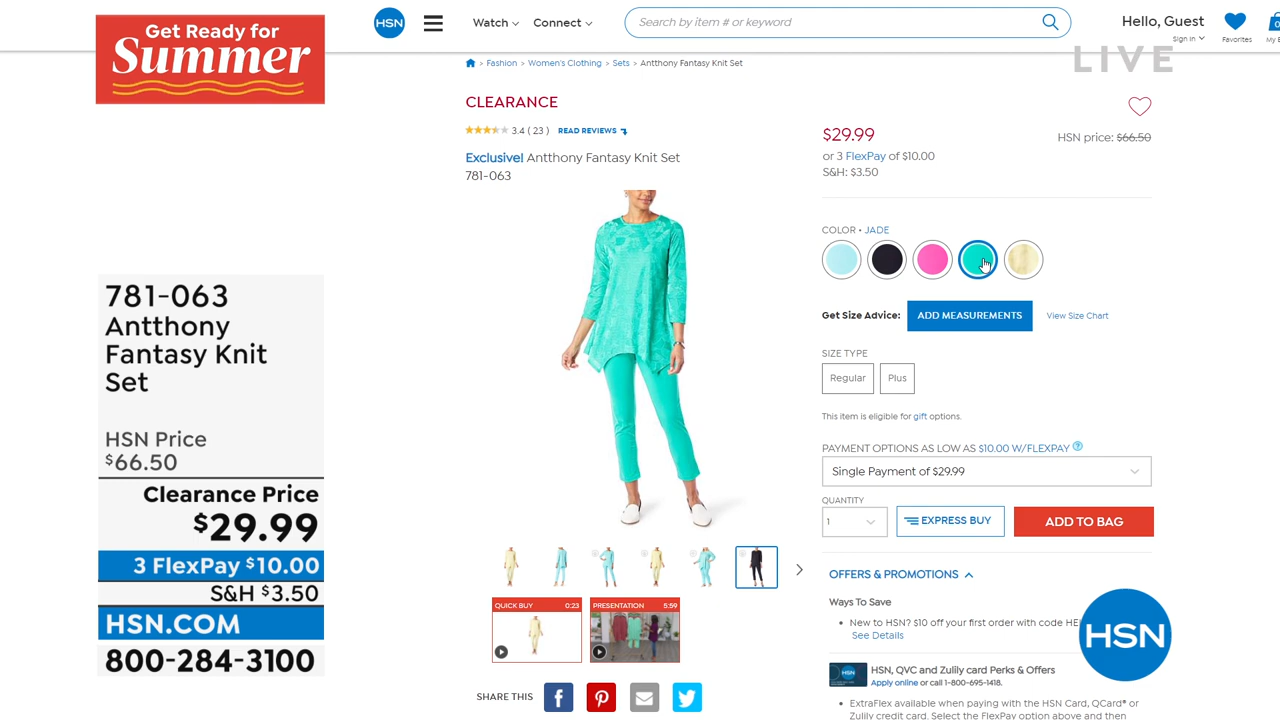 Get Ready for
Summer
HSN
Watch
Connect
Search by item # or keyword
Hello, Guest
Sign In
Favorites
0
LIVE
> Fashion > Women's Clothing > Sets > Antthony Fantasy Knit Set
CLEARANCE
3.4 ( 23 ) READ REVIEWS
Exclusive! Antthony Fantasy Knit Set
781-063
$29.99
HSN price: $66.50
or 3 FlexPay of $10.00
S&H: $3.50
COLOR • JADE
Get Size Advice: ADD MEASUREMENTS View Size Chart
SIZE TYPE
Regular Plus
This item is eligible for gift options.
PAYMENT OPTIONS AS LOW AS $10.00 W/FLEXPAY ?
Single Payment of $29.99
QUANTITY
1
EXPRESS BUY
ADD TO BAG
OFFERS & PROMOTIONS
Ways To Save
• New to HSN? $10 off your first order with code
See Details
HSN
HSN, QVC and Zulily card Perks & Offers
Apply online or call 1-800-695-1418.
• ExtraFlex available when paying with the HSN Card, QCard® or
Zulily credit card. Select the FlexPay option above and then
HSN
QUICK BUY 0:23
PRESENTATION 5:59
SHARE THIS
781-063
Antthony
Fantasy Knit
Set
HSN Price
$66.50
Clearance Price
$29.99
3 FlexPay $10.00
S&H $3.50
HSN.COM
800-284-3100